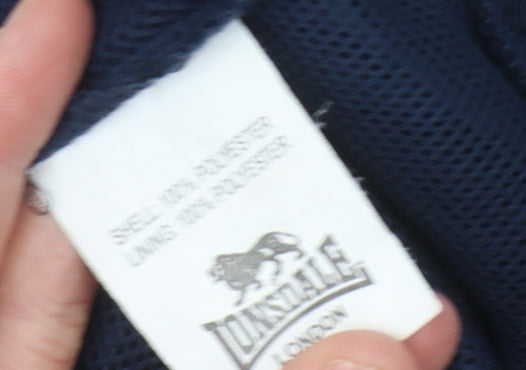 SHELL: 100% POLYESTER
LINING: 100% POLYESTER
LONSDALE
LONDON